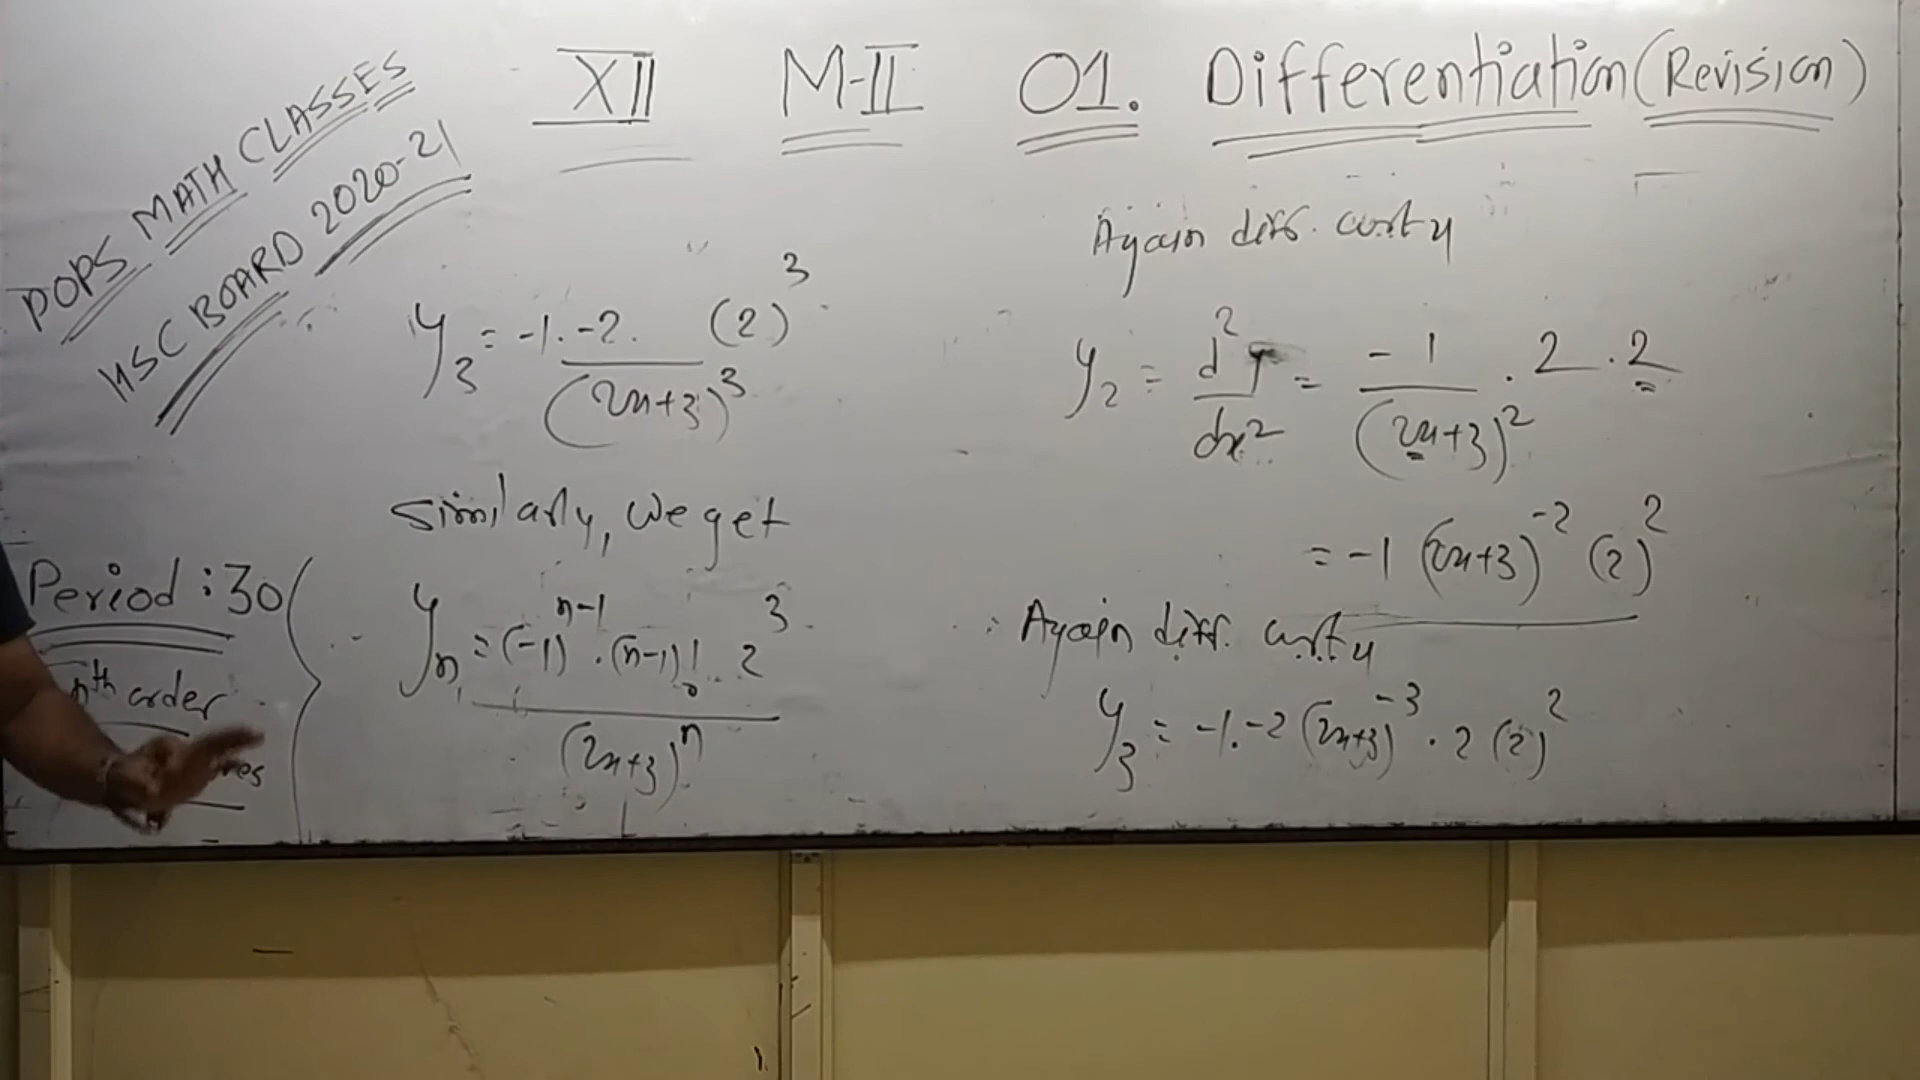 XII M-II 01. Differentiation (Revision)
POPS MATH CLASSES
HSC BOARD 2020-21
Period : 30
nth order
y₃ = -1.-2. (2)³ / (2x+3)³
Similarly, we get
yₙ = (-1)ⁿ⁻¹ . (n-1)! 2³ / (2x+3)ⁿ
Again diff. w.r.t. x
y₂ = d²y/dx² = -1/(2x+3)² . 2 . 2
= -1 (2x+3)⁻² (2)²
Again diff. w.r.t. x
y₃ = -1.-2 (2x+3)⁻³ . 2 (2)²